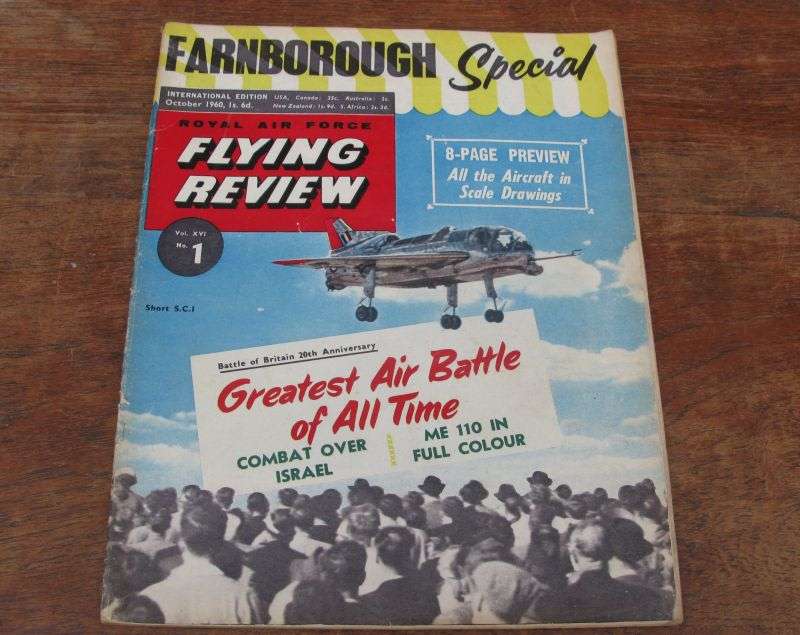 FARNBOROUGH Special
INTERNATIONAL EDITION USA, Canada: 35c. Australia: 3s.
October 1960, 1s. 6d. New Zealand: 1s. 9d. S. Africa: 2s. 3d.
ROYAL AIR FORCE
FLYING
REVIEW
8-PAGE PREVIEW
All the Aircraft in
Scale Drawings
Vol. XVI
No. 1
Short S.C.1
Battle of Britain 20th Anniversary
Greatest Air Battle
of All Time
COMBAT OVER
ISRAEL
ME 110 IN
FULL COLOUR